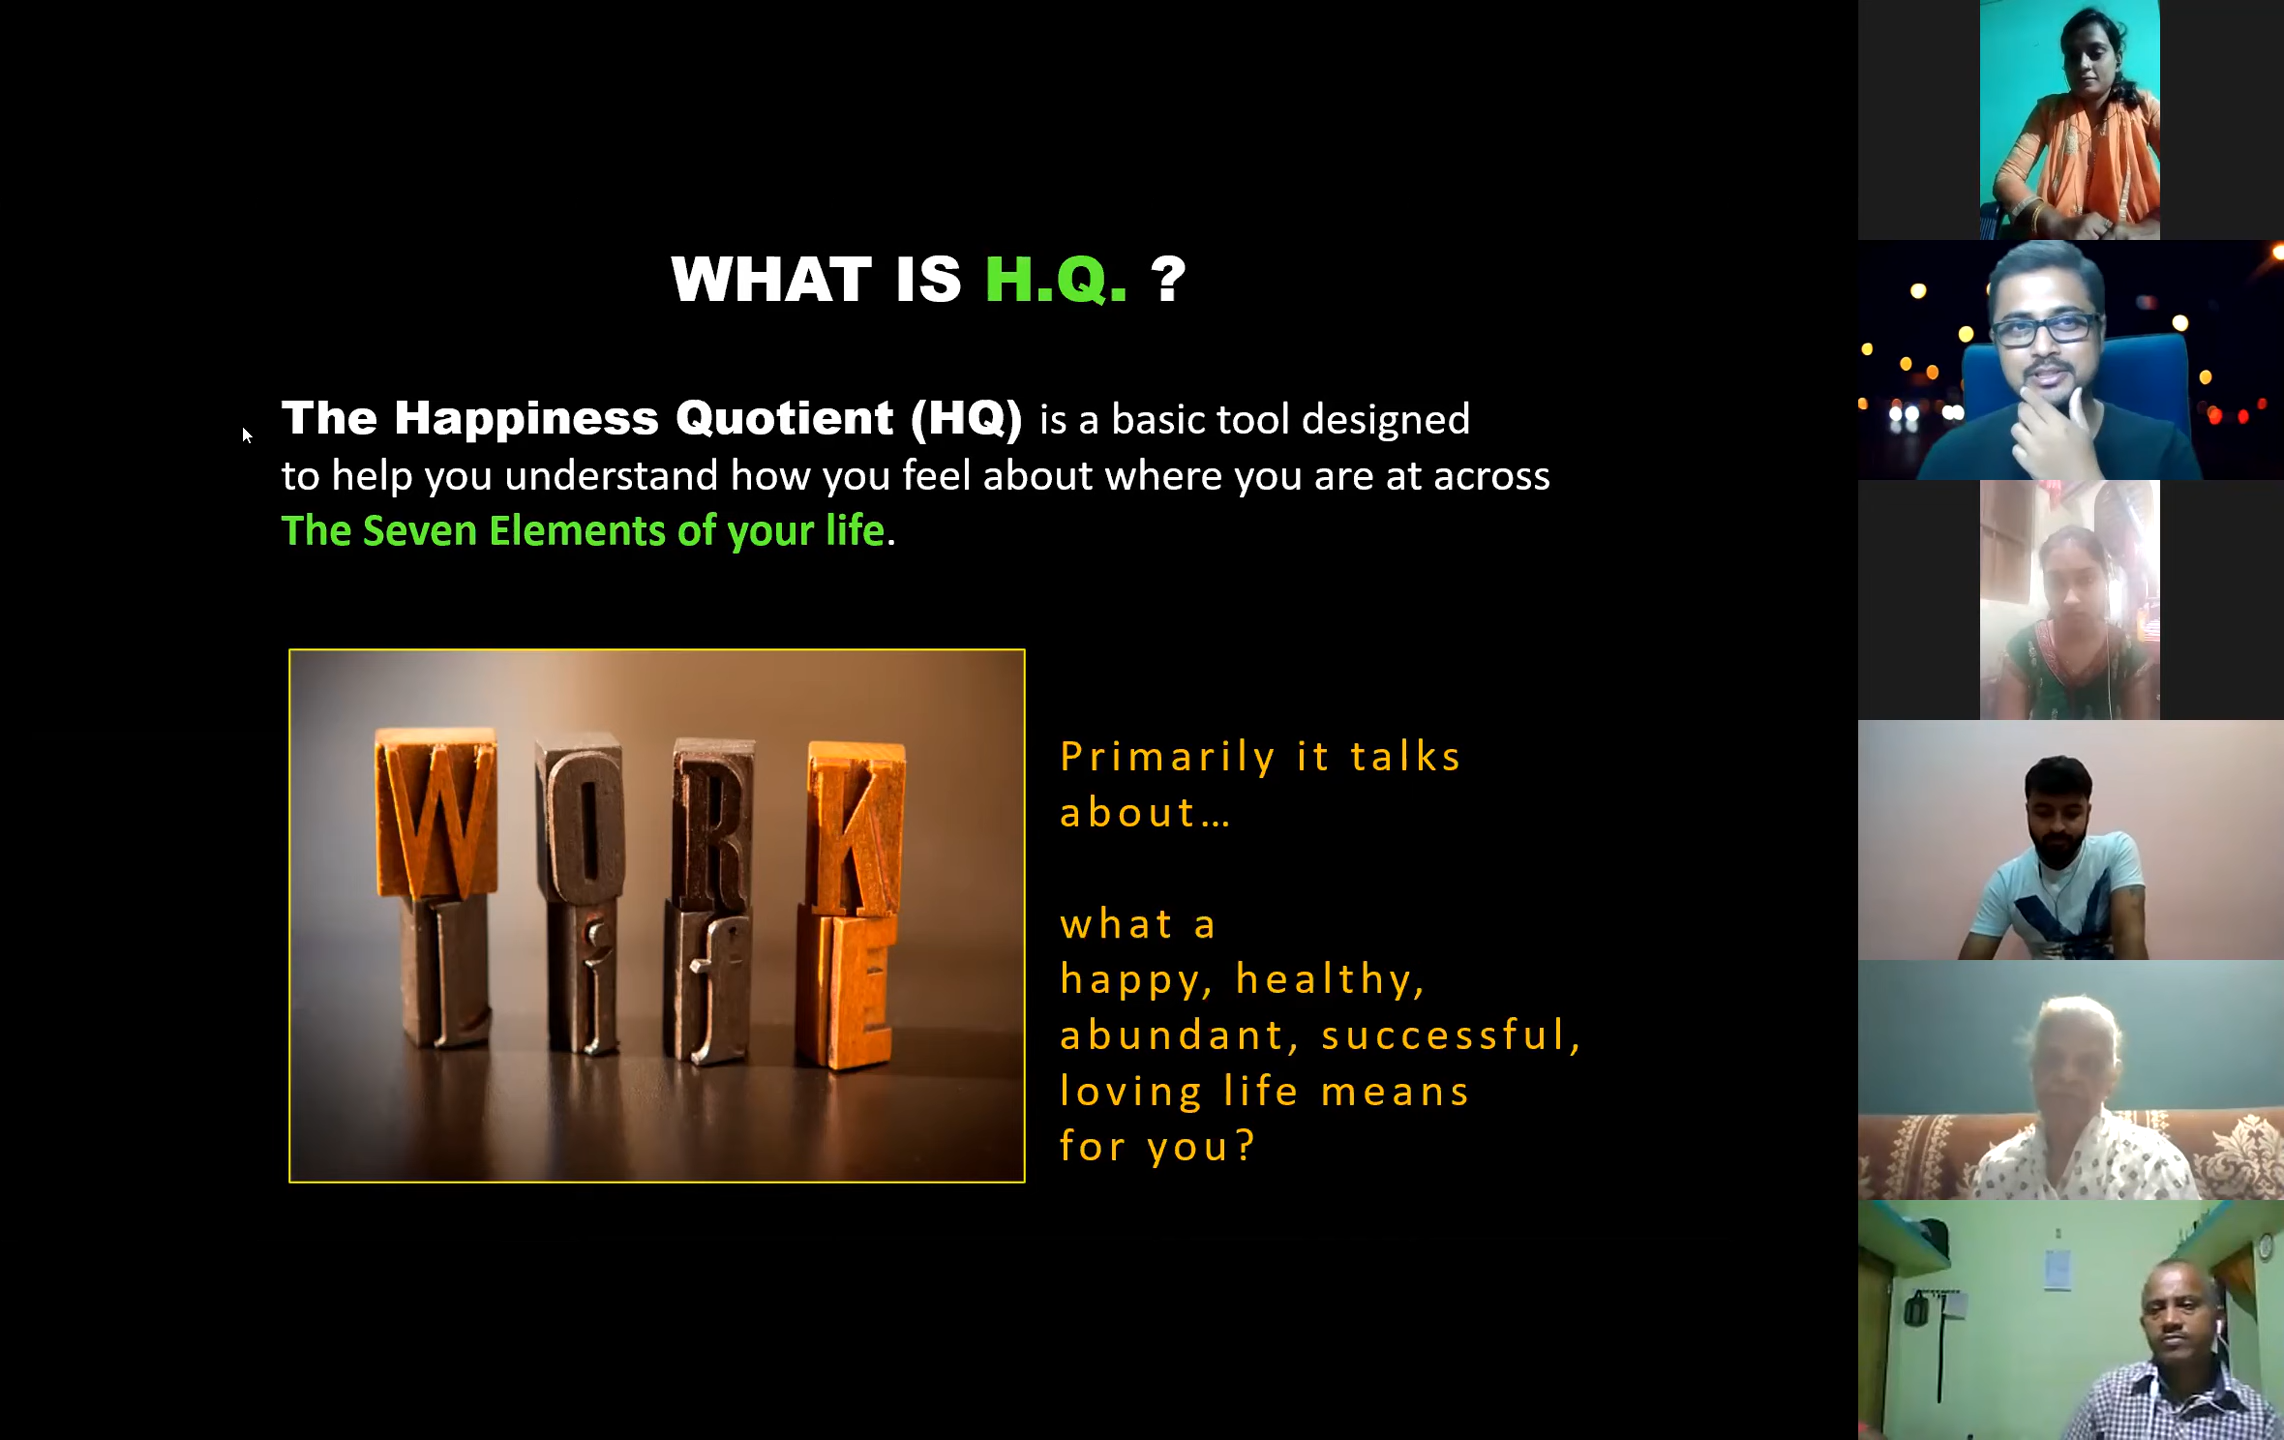 WHAT IS H.Q. ?
The Happiness Quotient (HQ) is a basic tool designed
to help you understand how you feel about where you are at across
The Seven Elements of your life.
WORK
LifE
Primarily it talks
about…
what a
happy, healthy,
abundant, successful,
loving life means
for you?